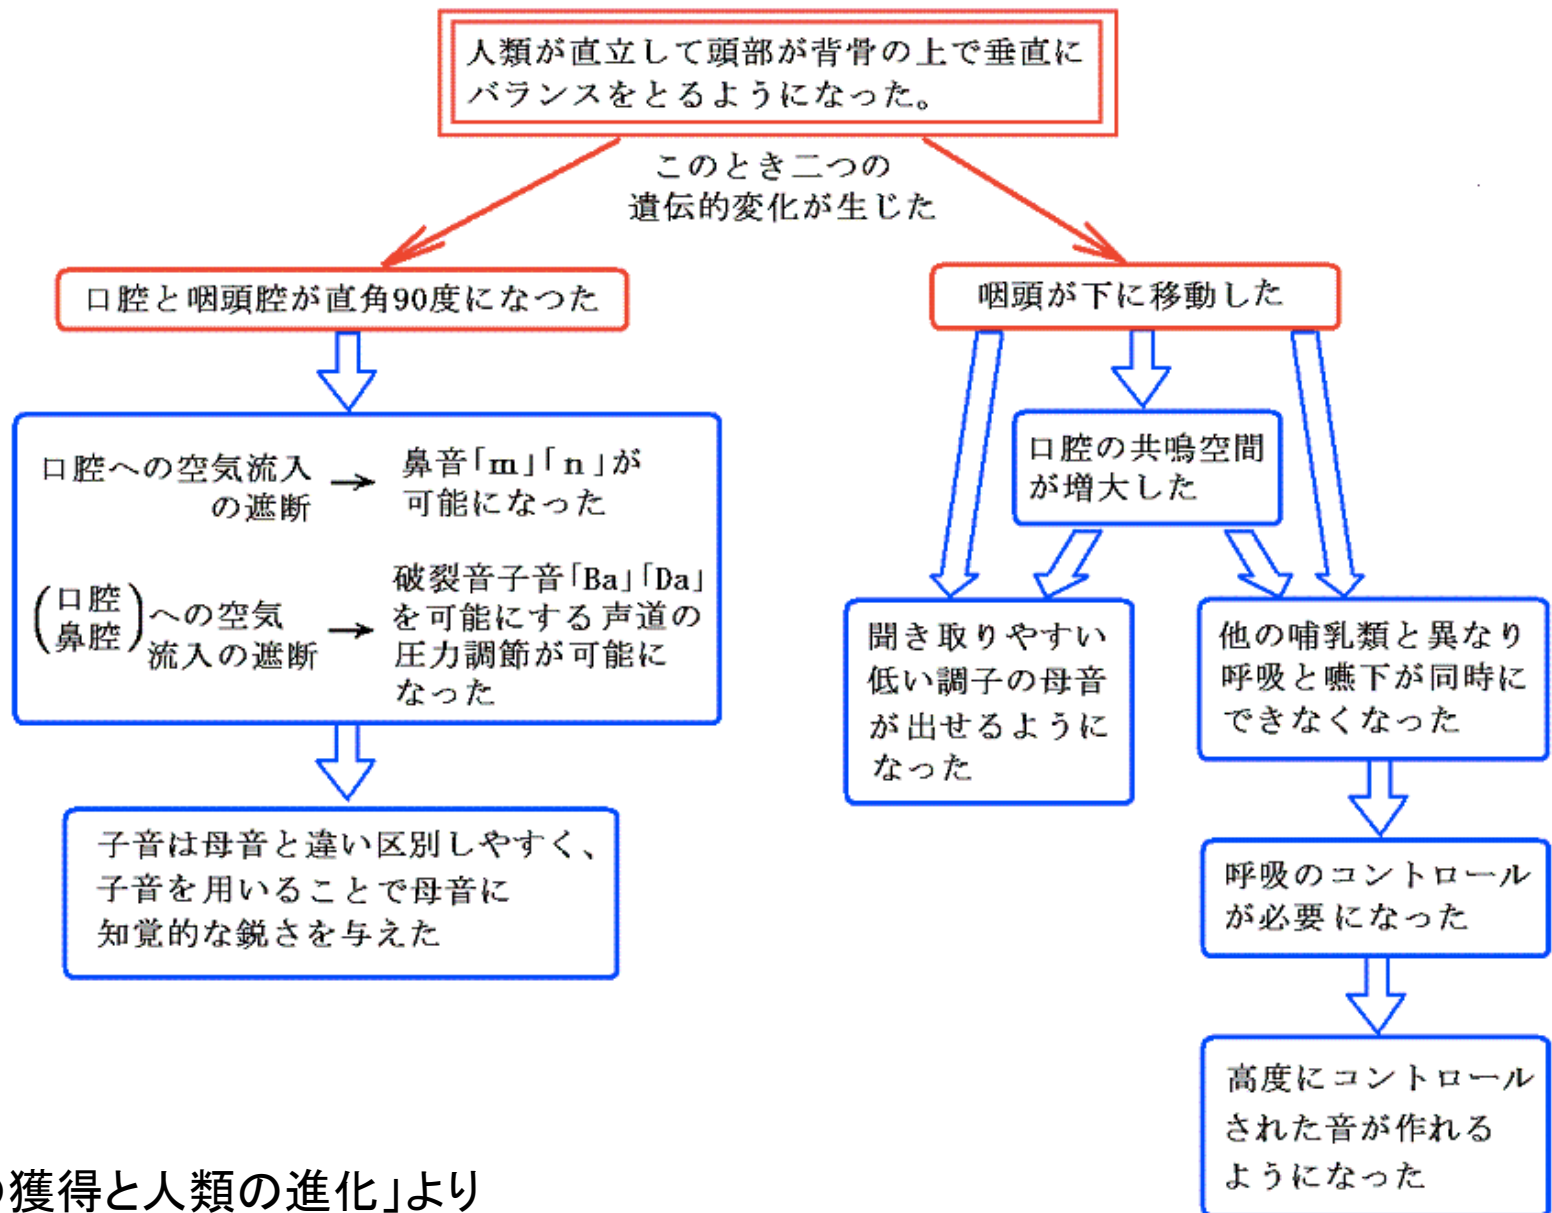 人類が直立して頭部が背骨の上で垂直に
バランスをとるようになった。
このとき二つの
遺伝的変化が生じた
口腔と咽頭腔が直角90度になつた
咽頭が下に移動した
口腔への空気流入
の遮断
→
鼻音「m」「n」が
可能になった
(口腔
鼻腔)
への空気
流入の遮断
→
破裂音子音「Ba」「Da」
を可能にする声道の
圧力調節が可能に
なった
子音は母音と違い区別しやすく、
子音を用いることで母音に
知覚的な鋭さを与えた
口腔の共鳴空間
が増大した
聞き取りやすい
低い調子の母音
が出せるように
なった
他の哺乳類と異なり
呼吸と嚥下が同時に
できなくなった
呼吸のコントロール
が必要になった
高度にコントロール
された音が作れる
ようになった
獲得と人類の進化」より